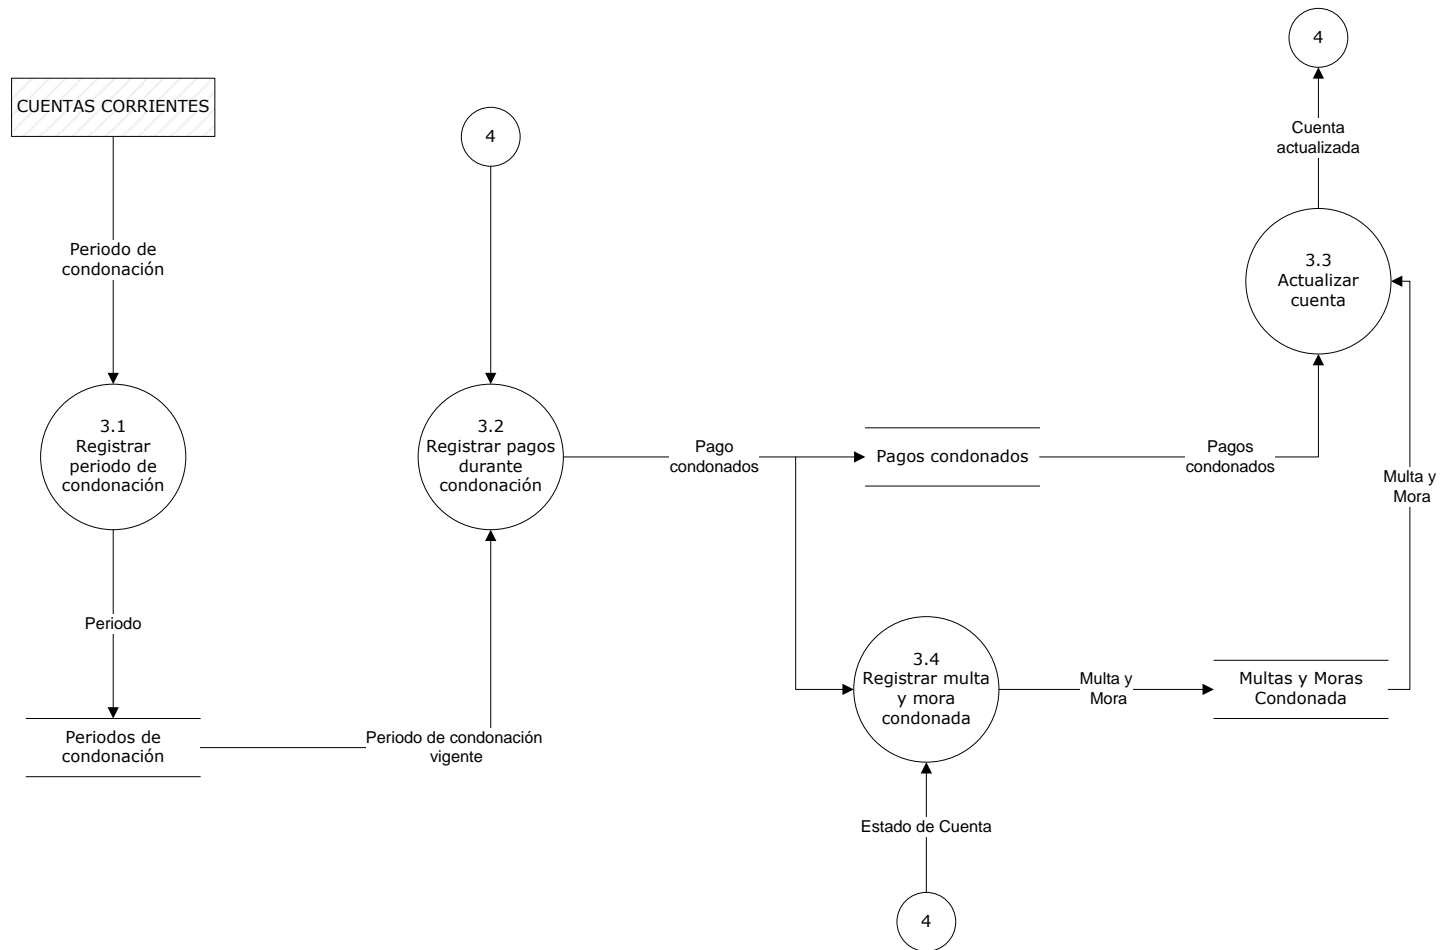 4
CUENTAS CORRIENTES
4
Cuenta
actualizada
Periodo de
condonación
3.3
Actualizar
cuenta
3.1
Registrar
periodo de
condonación
3.2
Registrar pagos
durante
condonación
Pago
condonados
Pagos condonados
Pagos
condonados
Multa y
Mora
Periodo
3.4
Registrar multa
y mora
condonada
Multa y
Mora
Multas y Moras
Condonada
Periodos de
condonación
Periodo de condonación
vigente
Estado de Cuenta
4